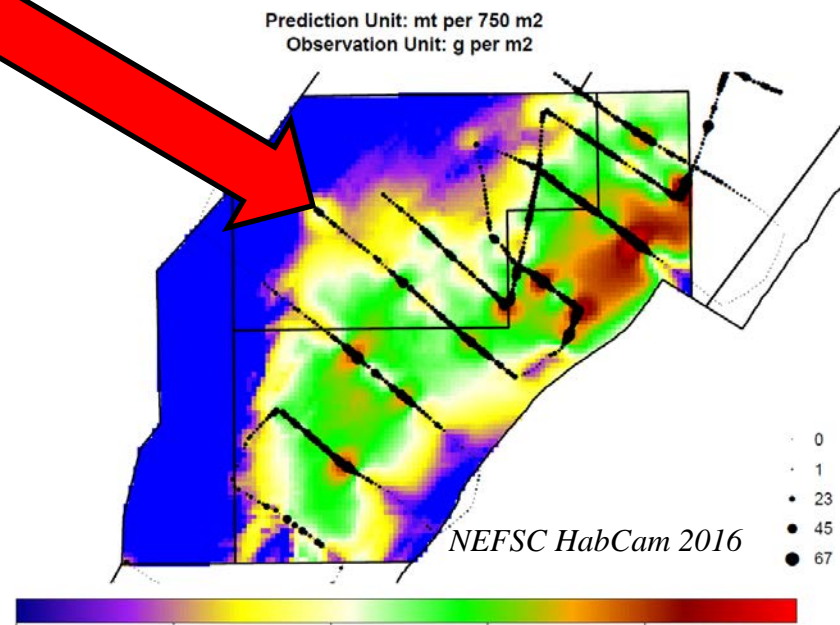 Prediction Unit: mt per 750 m2
Observation Unit: g per m2
0
1
23
45
67
NEFSC HabCam 2016